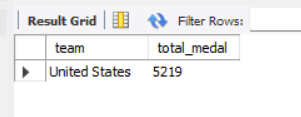 Result Grid Filter Rows:
team total_medal
United States 5219